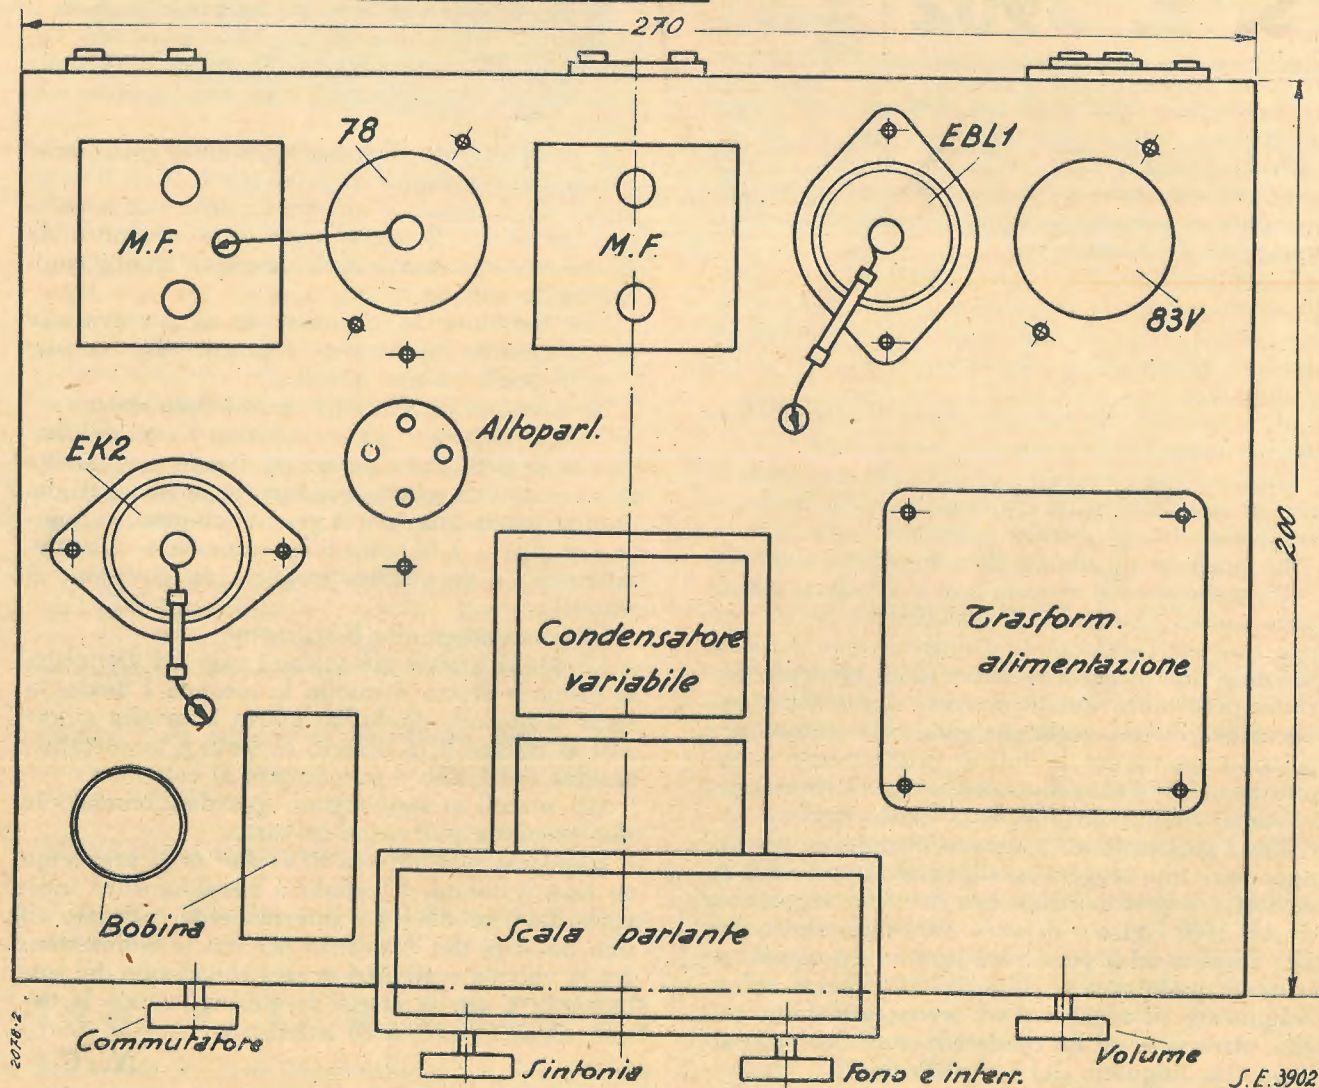 270
78
EBL1
M.F.
M.F.
83V
Altoparl.
EK2
200
Condensatore
variabile
Trasform.
alimentazione
Bobina
Scala parlante
Commutatore
Sintonia
Fono e interr.
Volume
2078-2
S.E.3902